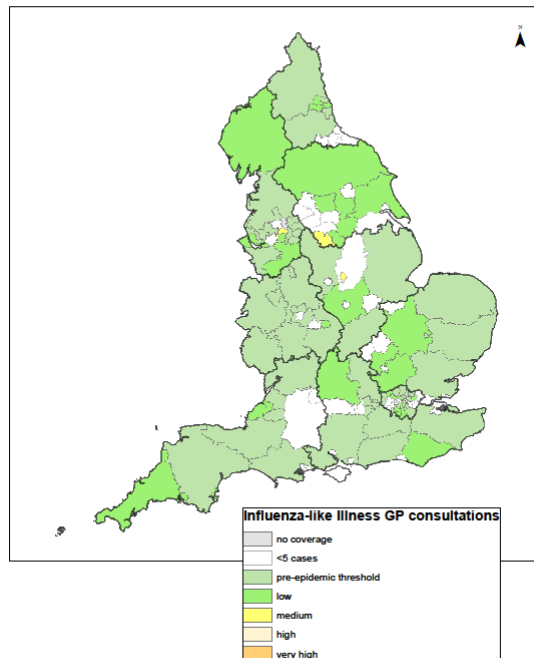 N
Influenza-like Illness GP consultations
no coverage
<5 cases
pre-epidemic threshold
low
medium
high
very high